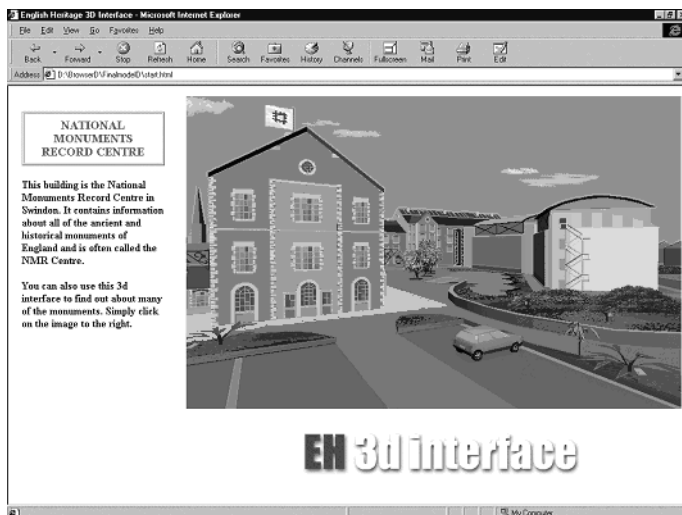 English Heritage 3D Interface - Microsoft Internet Explorer
File Edit View Go Favorites Help
Back Forward Stop Refresh Home Search Favorites History Channels Fullscreen Mail Print Edit
Address D:\BrowserD\FinalmodelD\start.html
NATIONAL
MONUMENTS
RECORD CENTRE
This building is the National
Monuments Record Centre in
Swindon. It contains information
about all of the ancient and
historical monuments of
England and is often called the
NMR Centre.
You can also use this 3d
interface to find out about many
of the monuments. Simply click
on the image to the right.
EH 3d interface
My Computer